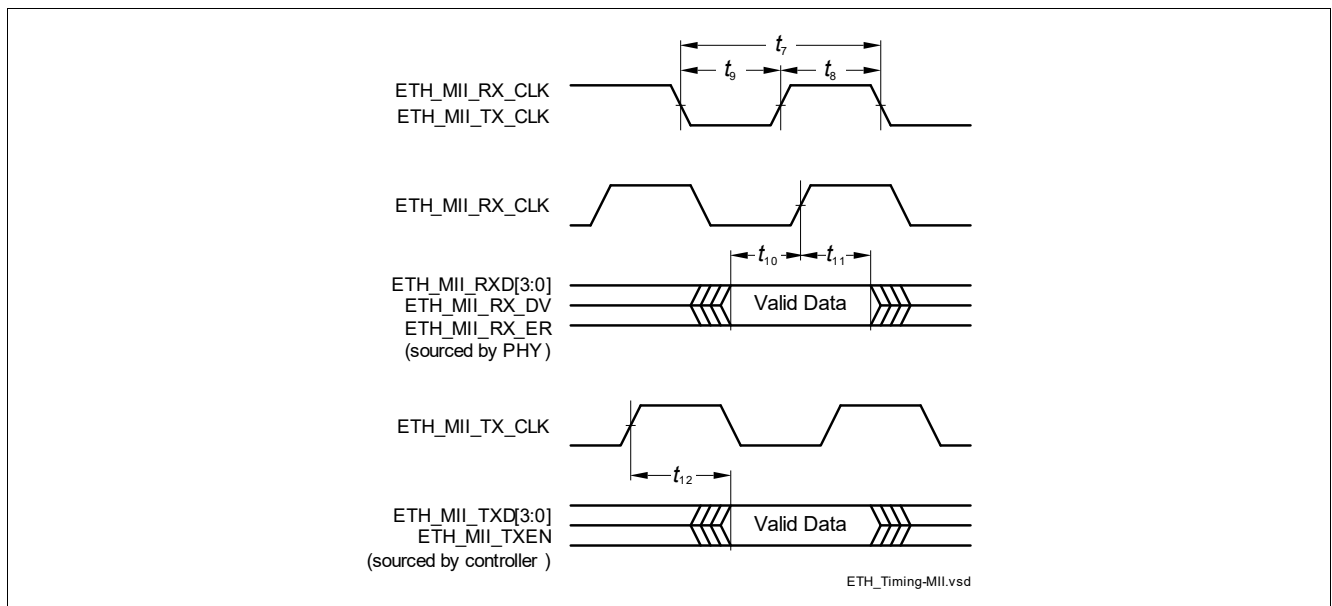 t7
t9 t8
ETH_MII_RX_CLK
ETH_MII_TX_CLK
ETH_MII_RX_CLK
t10 t11
ETH_MII_RXD[3:0]
ETH_MII_RX_DV
Valid Data
ETH_MII_RX_ER
(sourced by PHY )
ETH_MII_TX_CLK
t12
ETH_MII_TXD[3:0]
Valid Data
ETH_MII_TXEN
(sourced by controller )
ETH_Timing-MII.vsd